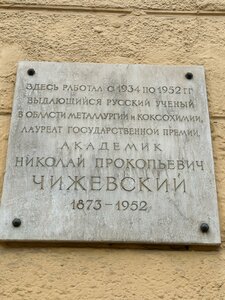 ЗДЕСЬ РАБОТАЛ С 1934 ПО 1952 ГГ
ВЫДАЮЩИЙСЯ РУССКИЙ УЧЕНЫЙ
В ОБЛАСТИ МЕТАЛЛУРГИИ И КОКСОХИМИИ,
ЛАУРЕАТ ГОСУДАРСТВЕННОЙ ПРЕМИИ,
АКАДЕМИК
НИКОЛАЙ ПРОКОПЬЕВИЧ
ЧИЖЕВСКИЙ
1873–1952